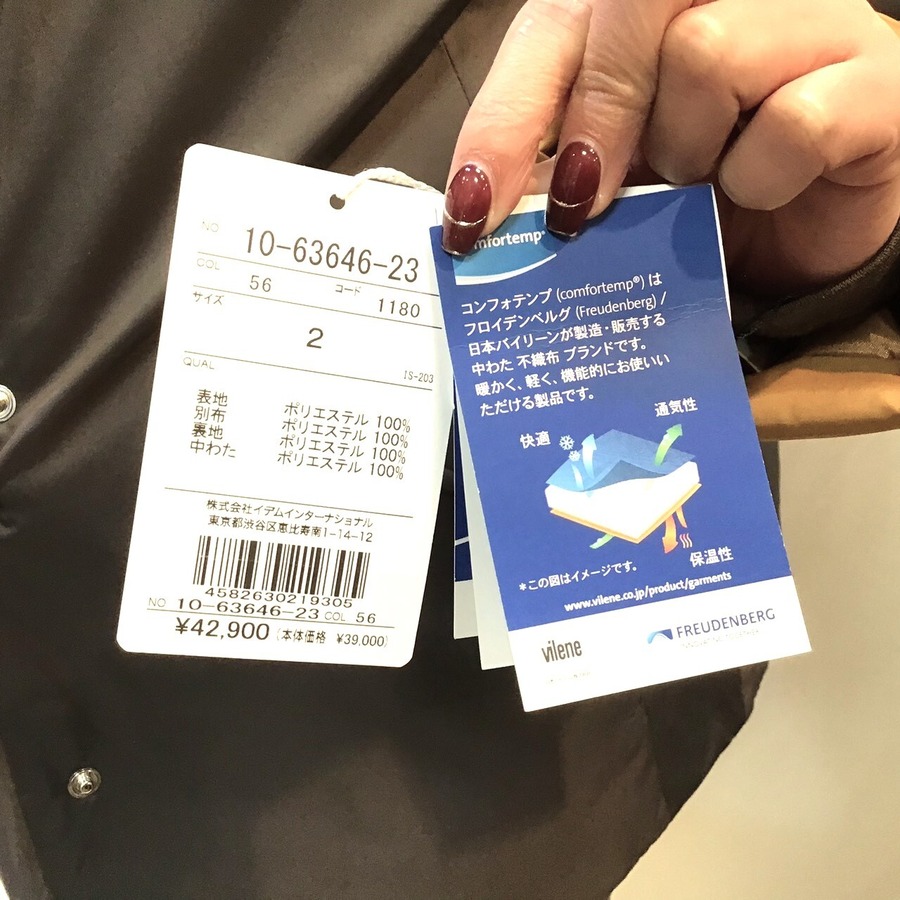 NO 10-63646-23
COL 56 コード 1180
サイズ
2
QUAL IS-203
表地 ポリエステル 100%
別布 ポリエステル 100%
裏地 ポリエステル 100%
中わた ポリエステル 100%
株式会社イデムインターナショナル
東京都渋谷区恵比寿南1-14-12
4582630219305
NO 10-63646-23 COL 56
¥42,900 (本体価格 ¥39,000)
mfortemp®
コンフォテンプ (comfortemp®) は
フロイデンベルグ (Freudenberg) /
日本バイリーンが製造・販売する
中わた 不織布 ブランドです。
暖かく、軽く、機能的にお使いい
ただける製品です。
通気性
快適
保温性
*この図はイメージです。
www.vilene.co.jp/product/garments
vilene
FREUDENBERG